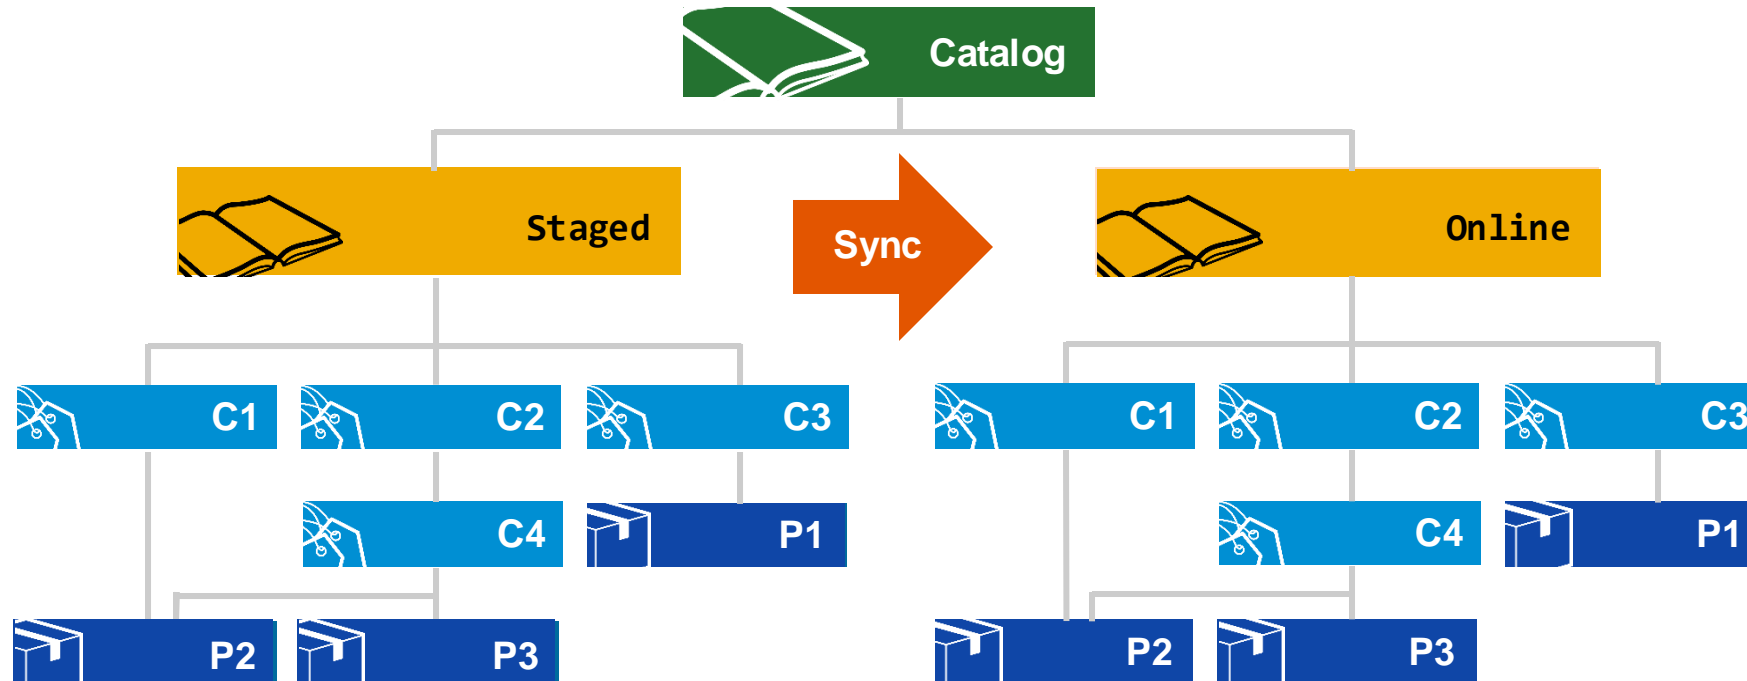 Catalog
Staged
Sync
Online
C1
C2
C3
C1
C2
C3
C4
P1
C4
P1
P2
P3
P2
P3